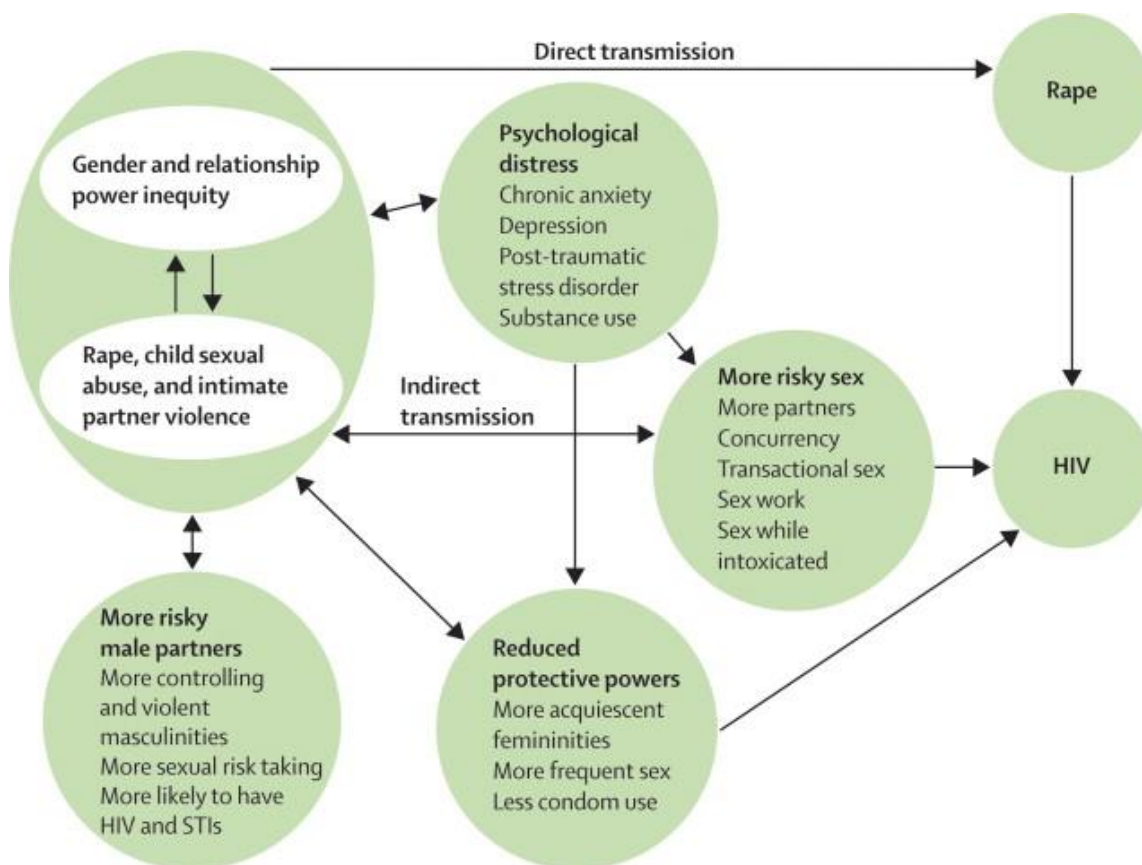 Direct transmission
Rape
Gender and relationship
power inequity
Psychological
distress
Chronic anxiety
Depression
Post-traumatic
stress disorder
Substance use
Rape, child sexual
abuse, and intimate
partner violence
Indirect
transmission
More risky sex
More partners
Concurrency
Transactional sex
Sex work
Sex while
intoxicated
HIV
More risky
male partners
More controlling
and violent
masculinities
More sexual risk taking
More likely to have
HIV and STIs
Reduced
protective powers
More acquiescent
femininities
More frequent sex
Less condom use